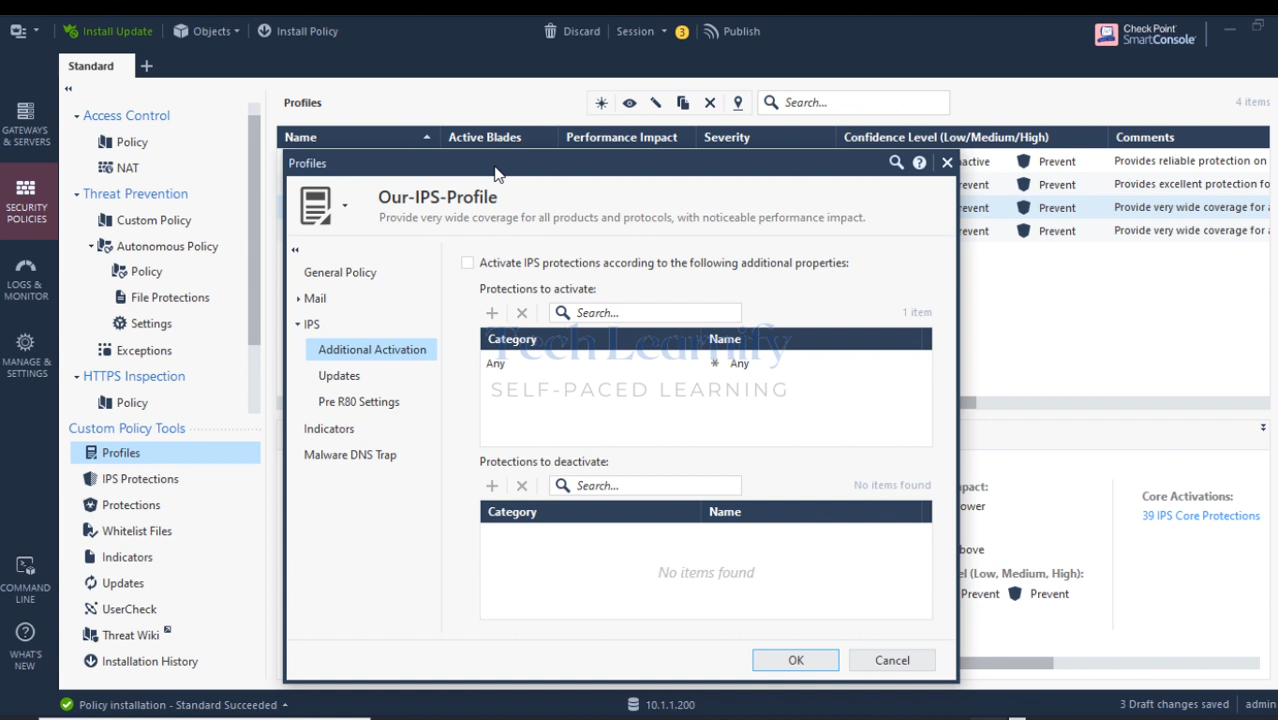 Install Update
Objects
Install Policy
Discard
Session
3
Publish
Check Point
SmartConsole
Standard
GATEWAYS
& SERVERS
SECURITY
POLICIES
LOGS &
MONITOR
MANAGE &
SETTINGS
COMMAND
LINE
WHAT'S
NEW
Access Control
Policy
NAT
Threat Prevention
Custom Policy
Autonomous Policy
Policy
File Protections
Settings
Exceptions
HTTPS Inspection
Policy
Custom Policy Tools
Profiles
IPS Protections
Protections
Whitelist Files
Indicators
Updates
UserCheck
Threat Wiki
Installation History
Profiles
Search...
4 items
Name
Active Blades
Performance Impact
Severity
Confidence Level (Low/Medium/High)
Comments
active
Prevent
Provides reliable protection on
Prevent
Provides excellent protection fo
Prevent
Provide very wide coverage for a
Prevent
Provide very wide coverage for a
Profiles
Our-IPS-Profile
Provide very wide coverage for all products and protocols, with noticeable performance impact.
General Policy
Mail
IPS
Additional Activation
Updates
Pre R80 Settings
Indicators
Malware DNS Trap
Activate IPS protections according to the following additional properties:
Protections to activate:
Search...
1 item
Category
Name
Any
Any
Tech Learnify
SELF-PACED LEARNING
Protections to deactivate:
Search...
No items found
Category
Name
No items found
OK
Cancel
mpact:
ower
bove
el (Low, Medium, High):
Prevent
Prevent
Core Activations:
39 IPS Core Protections
Policy installation - Standard Succeeded
10.1.1.200
3 Draft changes saved
admin